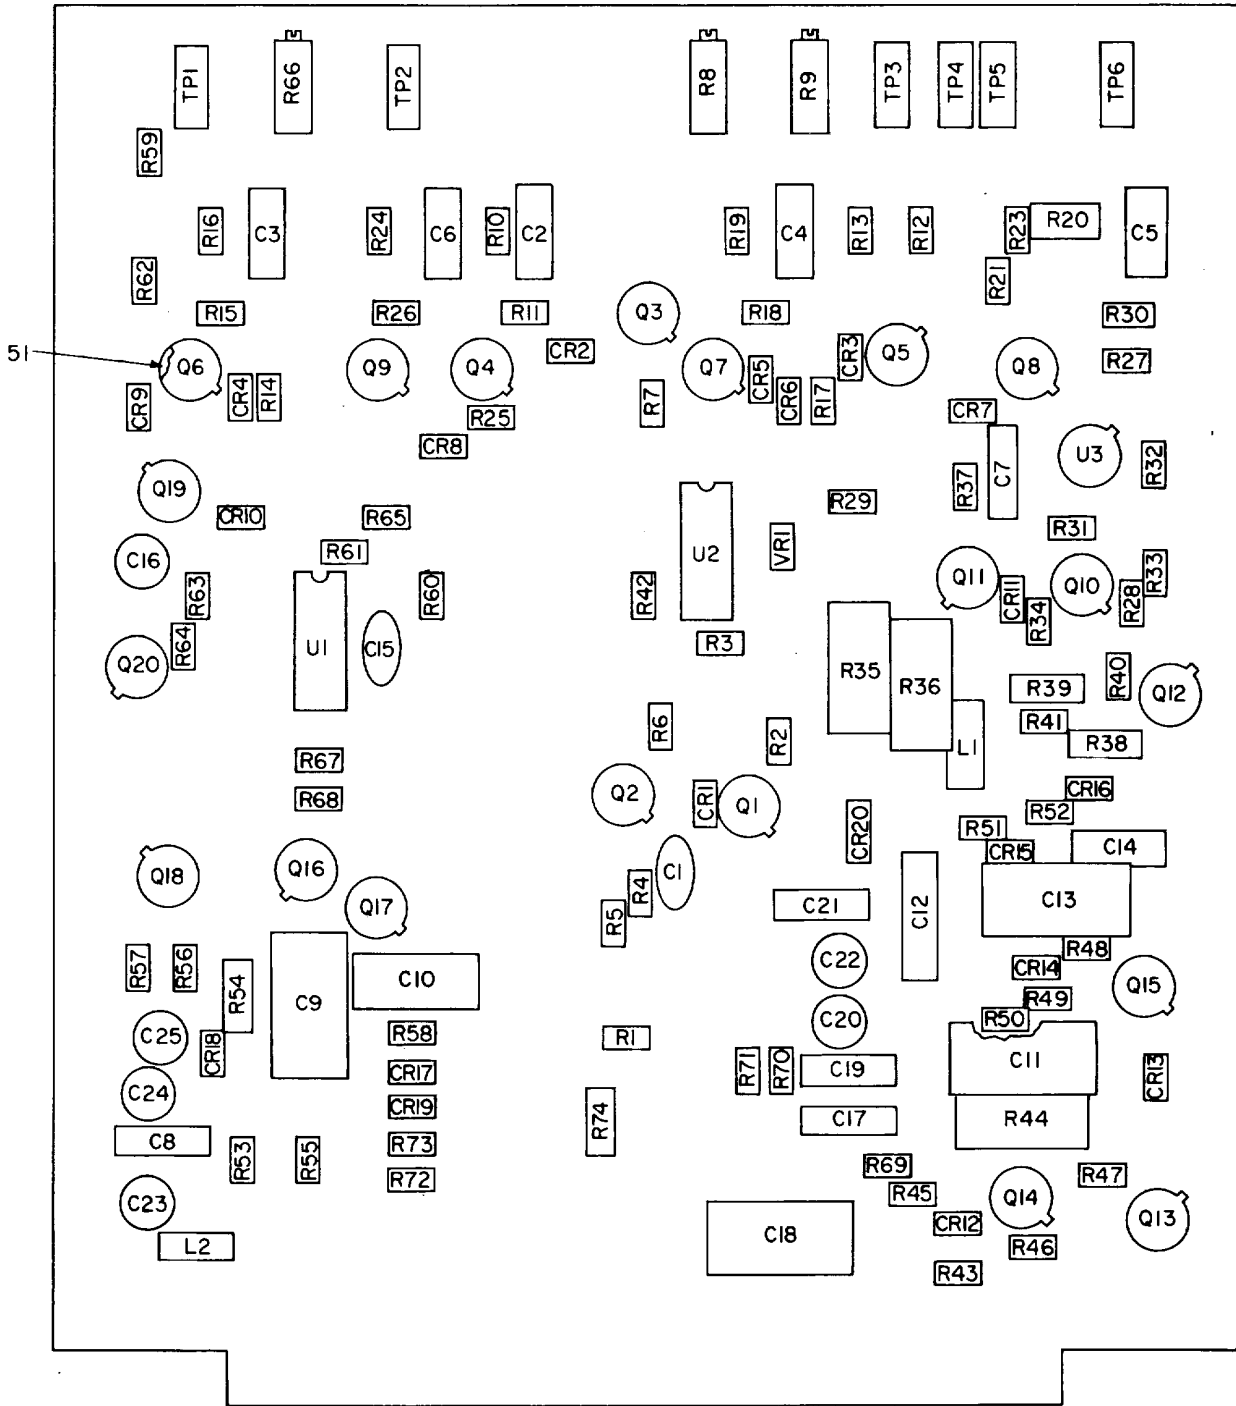 TP1 R66 TP2 R8 R9 TP3 TP4 TP5 TP6
R59
R16 C3 R24 C6 R10 C2 R19 C4 R13 R12 R23 R20 C5
R62 R21
R15 R26 R11 Q3 R18 R30
51 Q6 Q9 Q4 CR2 Q7 CR5 CR3 Q5 Q8 R27
CR9 CR4 R14 R25 R7 CR6 R17 CR7
CR8 C7 U3 R32
Q19 R37
CR10 R65 R29 R31
C16 R61 U2 VR1
R63 R60 R42 Q11 CR11 Q10 R28 R33
R34
Q20 R64 U1 C15 R3 R35 R36 R40
R39 Q12
R6 R2 L1 R41 R38
R67
R68 Q2 CR1 Q1 CR16
R52
CR20 R51 CR15 C14
Q18 Q16 C1
Q17 R4 R5 C21 C12 C13
R57 R56 R54 C9 C10 C22 R48
CR14 Q15
R49
C25 CR18 R58 R1 C20 R50
CR17 R71 R70 C19 C11 CR13
C24 CR19 R74 C17 R44
C8 R53 R55 R73
R72 R69 R47
C23 R45 Q14
L2 C18 CR12 R46 Q13
R43